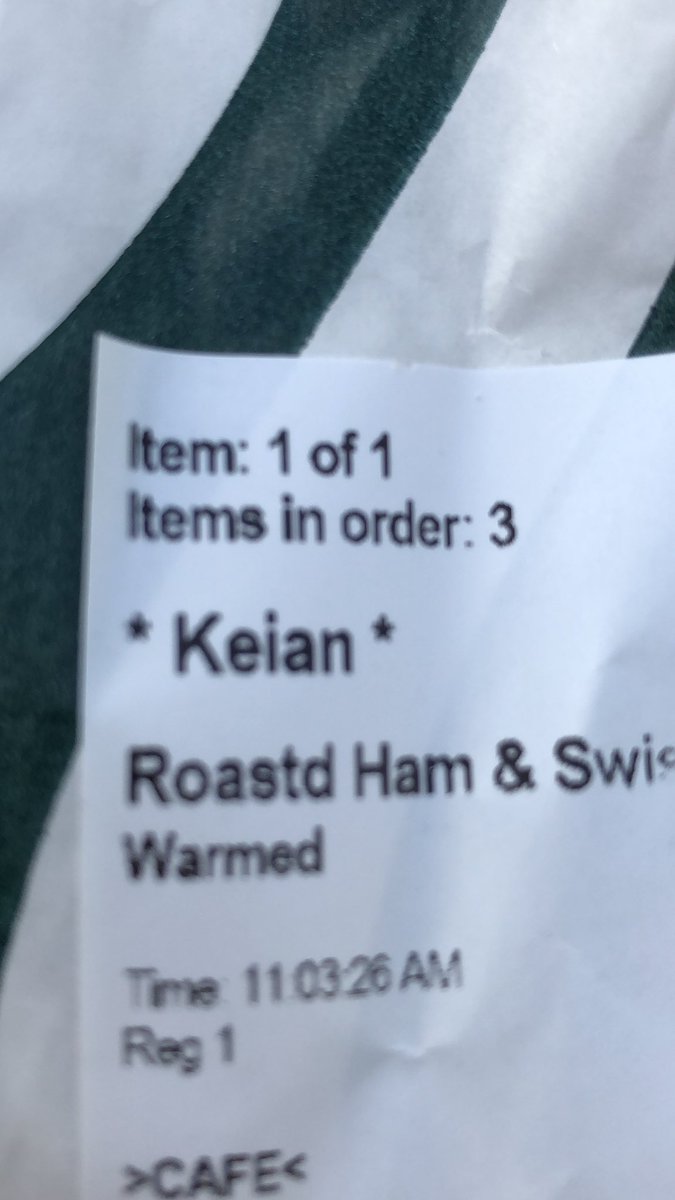 Item: 1 of 1
Items in order: 3
* Keian *
Roastd Ham & Swis
Warmed
Time: 11:03:26 AM
Reg 1
>CAFE<